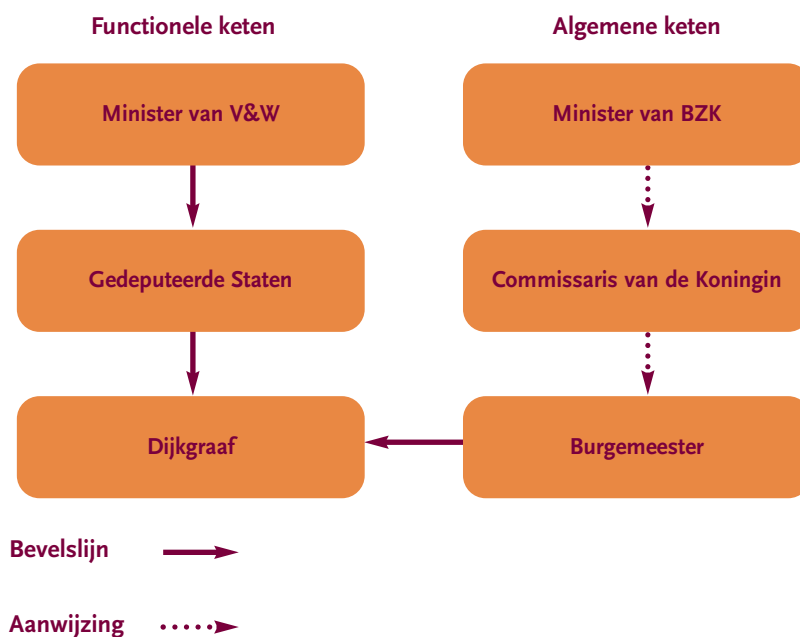 Functionele keten
Algemene keten
Minister van V&W
Minister van BZK
Gedeputeerde Staten
Commissaris van de Koningin
Dijkgraaf
Burgemeester
Bevelslijn
Aanwijzing